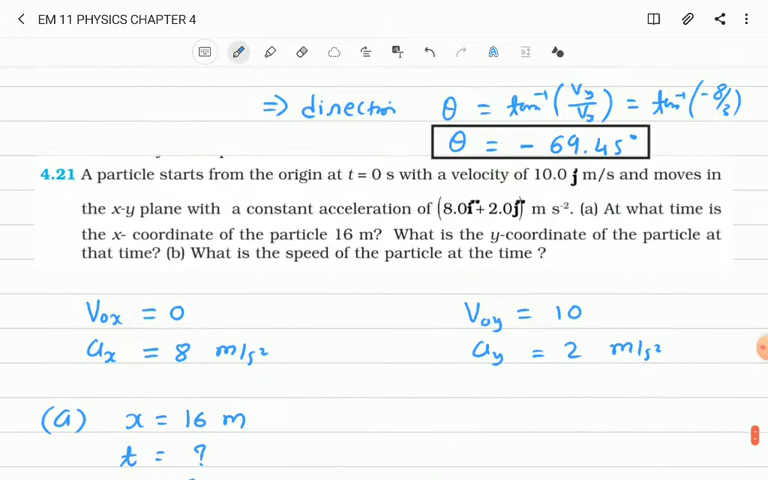 EM 11 PHYSICS CHAPTER 4
⇒ direction θ = tan⁻¹(Vy/Vx) = tan⁻¹(-8/3)
θ = - 69.45°
4.21 A particle starts from the origin at t = 0 s with a velocity of 10.0 ĵ m/s and moves in
the x-y plane with a constant acceleration of (8.0î + 2.0ĵ) m s⁻². (a) At what time is
the x- coordinate of the particle 16 m? What is the y-coordinate of the particle at
that time? (b) What is the speed of the particle at the time ?
Vox = 0 Voy = 10
ax = 8 m/s² ay = 2 m/s²
(a) x = 16 m
t = ?